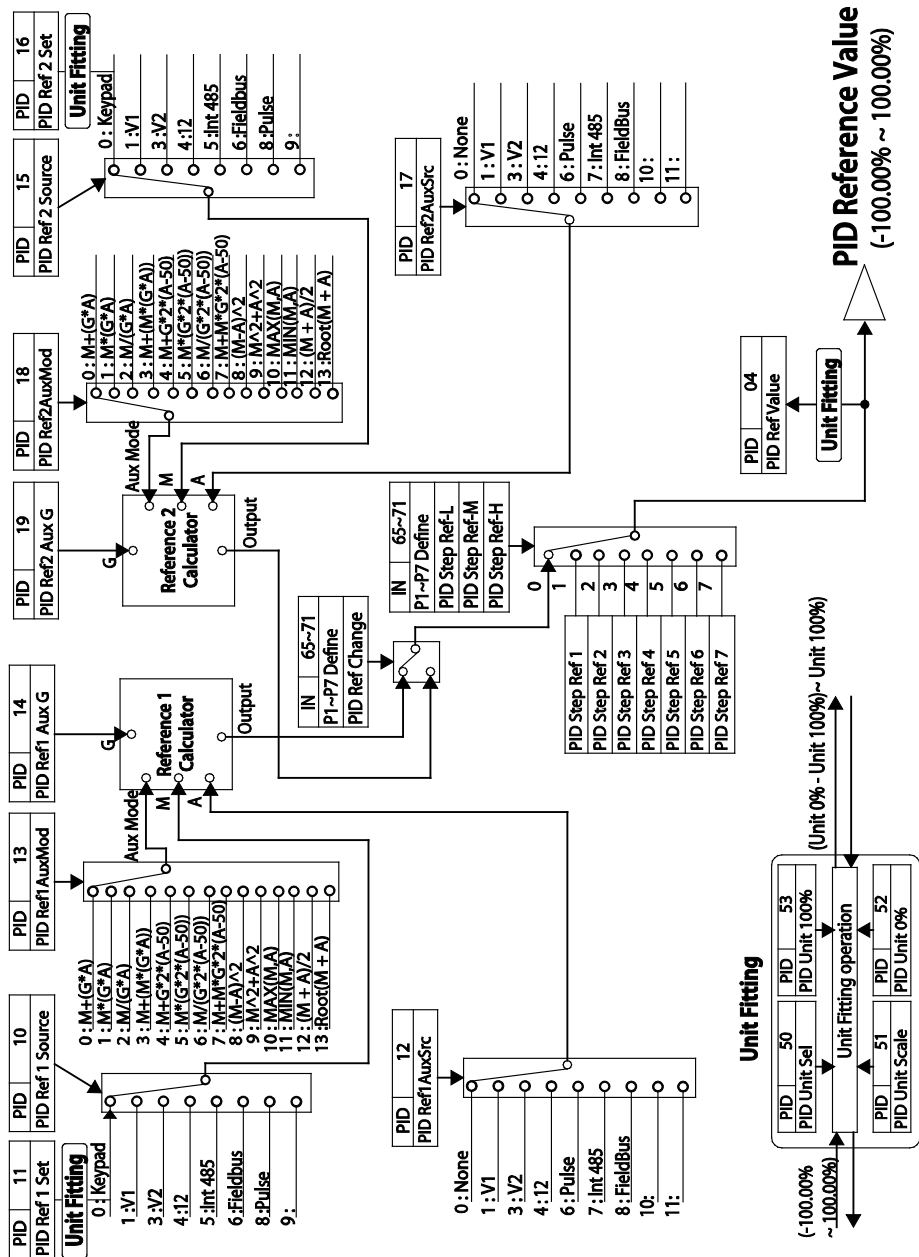 PID 11
PID Ref 1 Set
Unit Fitting
PID 10
PID Ref 1 Source
0 : Keypad
1 :V1
3 :V2
4 :12
5 :Int 485
6 :Fieldbus
8 :Pulse
9 :
PID 13
PID Ref1AuxMod
0 : M+(G*A)
1 : M*(G*A)
2 : M/(G*A)
3 : M+(M*(G*A))
4 : M+G*2*(A-50)
5 : M*(G*2*(A-50))
6 : M/(G*2*(A-50))
7 : M+M*G*2*(A-50)
8 : (M-A)^2
9 : M^2+A^2
10 : MAX(M,A)
11 : MIN(M,A)
12 : (M + A)/2
13 :Root(M + A)
PID 14
PID Ref1 Aux G
Aux Mode
M
A
G
Reference 1
Calculator
Output
PID 19
PID Ref2 Aux G
PID 18
PID Ref2AuxMod
0 : M+(G*A)
1 : M*(G*A)
2 : M/(G*A)
3 : M+(M*(G*A))
4 : M+G*2*(A-50)
5 : M*(G*2*(A-50))
6 : M/(G*2*(A-50))
7 : M+M*G*2*(A-50)
8 : (M-A)^2
9 : M^2+A^2
10 : MAX(M,A)
11 : MIN(M,A)
12 : (M + A)/2
13 :Root(M + A)
G
Aux Mode
M
A
Reference 2
Calculator
Output
PID 15
PID Ref 2 Source
PID 16
PID Ref 2 Set
Unit Fitting
0 : Keypad
1 :V1
3 :V2
4 :12
5 :Int 485
6 :Fieldbus
8 :Pulse
9 :
PID 12
PID Ref1AuxSrc
0 : None
1 : V1
3 : V2
4 : 12
6 : Pulse
7 : Int 485
8 : FieldBus
10 :
11 :
IN 65~71
P1~P7 Define
PID Ref Change
IN 65~71
P1~P7 Define
PID Step Ref-L
PID Step Ref-M
PID Step Ref-H
PID 17
PID Ref2AuxSrc
0 : None
1 : V1
3 : V2
4 : 12
6 : Pulse
7 : Int 485
8 : FieldBus
10 :
11 :
0
PID Step Ref 1 1
PID Step Ref 2 2
PID Step Ref 3 3
PID Step Ref 4 4
PID Step Ref 5 5
PID Step Ref 6 6
PID Step Ref 7 7
PID 04
PID Ref Value
Unit Fitting
PID Reference Value
(-100.00% ~ 100.00%)
Unit Fitting
PID 50
PID Unit Sel
PID 53
PID Unit 100%
Unit Fitting operation
PID 51
PID Unit Scale
PID 52
PID Unit 0%
(-100.00%
~ 100.00%)
(Unit 0% - Unit 100%)~ Unit 100%)